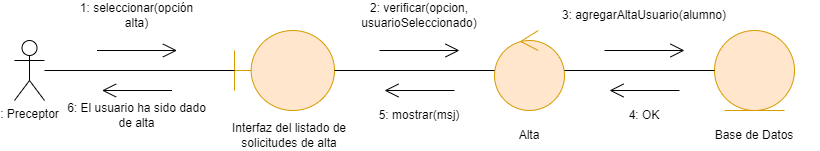 1: seleccionar(opción
alta)
2: verificar(opcion,
usuarioSeleccionado)
3: agregarAltaUsuario(alumno)
: Preceptor
6: El usuario ha sido dado
de alta
Interfaz del listado de
solicitudes de alta
5: mostrar(msj)
Alta
4: OK
Base de Datos